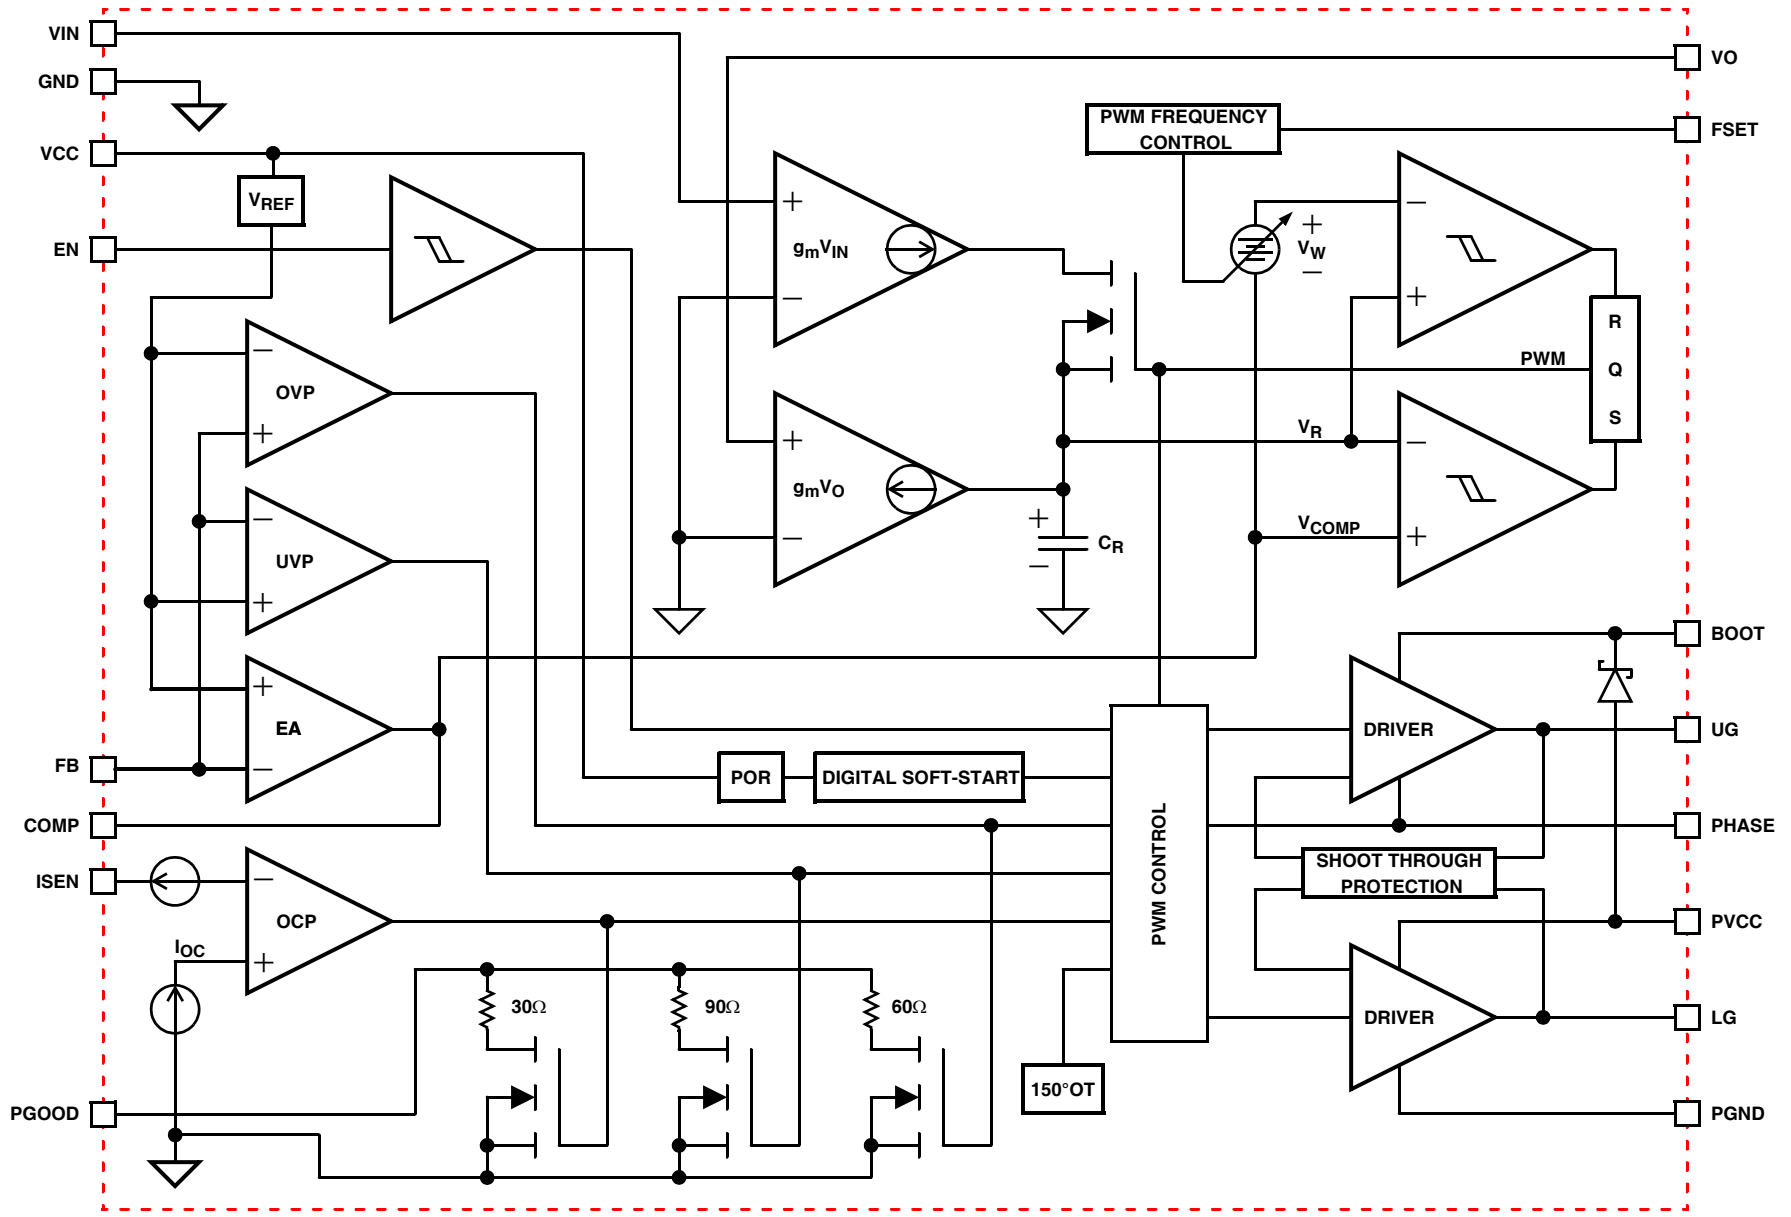 VIN
VO
GND
PWM FREQUENCY
CONTROL
FSET
VCC
VREF
+
−
gmVIN
+
VW
−
EN
−
+
R
Q
S
−
−
OVP
+
PWM
+
VR
−
gmVO
−
UVP
+
CR
−
−
VCOMP
+
+
BOOT
+
EA
−
DRIVER
UG
FB
POR
DIGITAL SOFT-START
COMP
PHASE
PWM CONTROL
SHOOT THROUGH
PROTECTION
ISEN
−
OCP
+
IOC
PVCC
30Ω
90Ω
60Ω
DRIVER
LG
150°OT
PGOOD
PGND